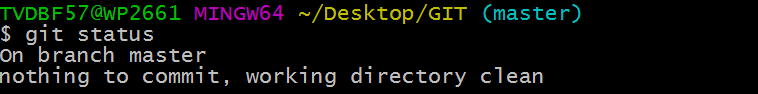 TVDBF57@WP2661 MINGW64 ~/Desktop/GIT (master)
$ git status
On branch master
nothing to commit, working directory clean